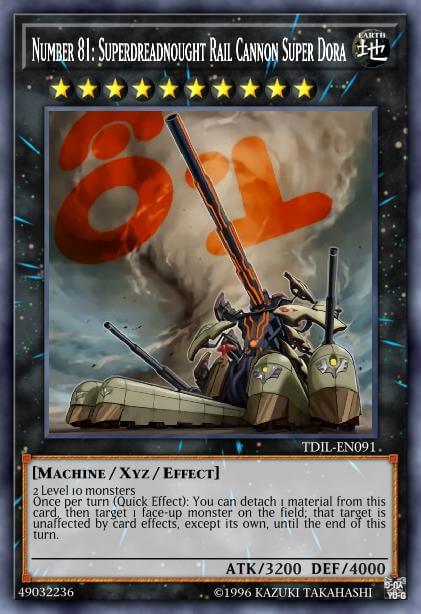 Number 81: Superdreadnought Rail Cannon Super Dora
EARTH
地
81
TDIL-EN091
[Machine / Xyz / Effect]
2 Level 10 monsters
Once per turn (Quick Effect): You can detach 1 material from this
card, then target 1 face-up monster on the field; that target is
unaffected by card effects, except its own, until the end of this
turn.
ATK/3200 DEF/4000
49032236
©1996 KAZUKI TAKAHASHI